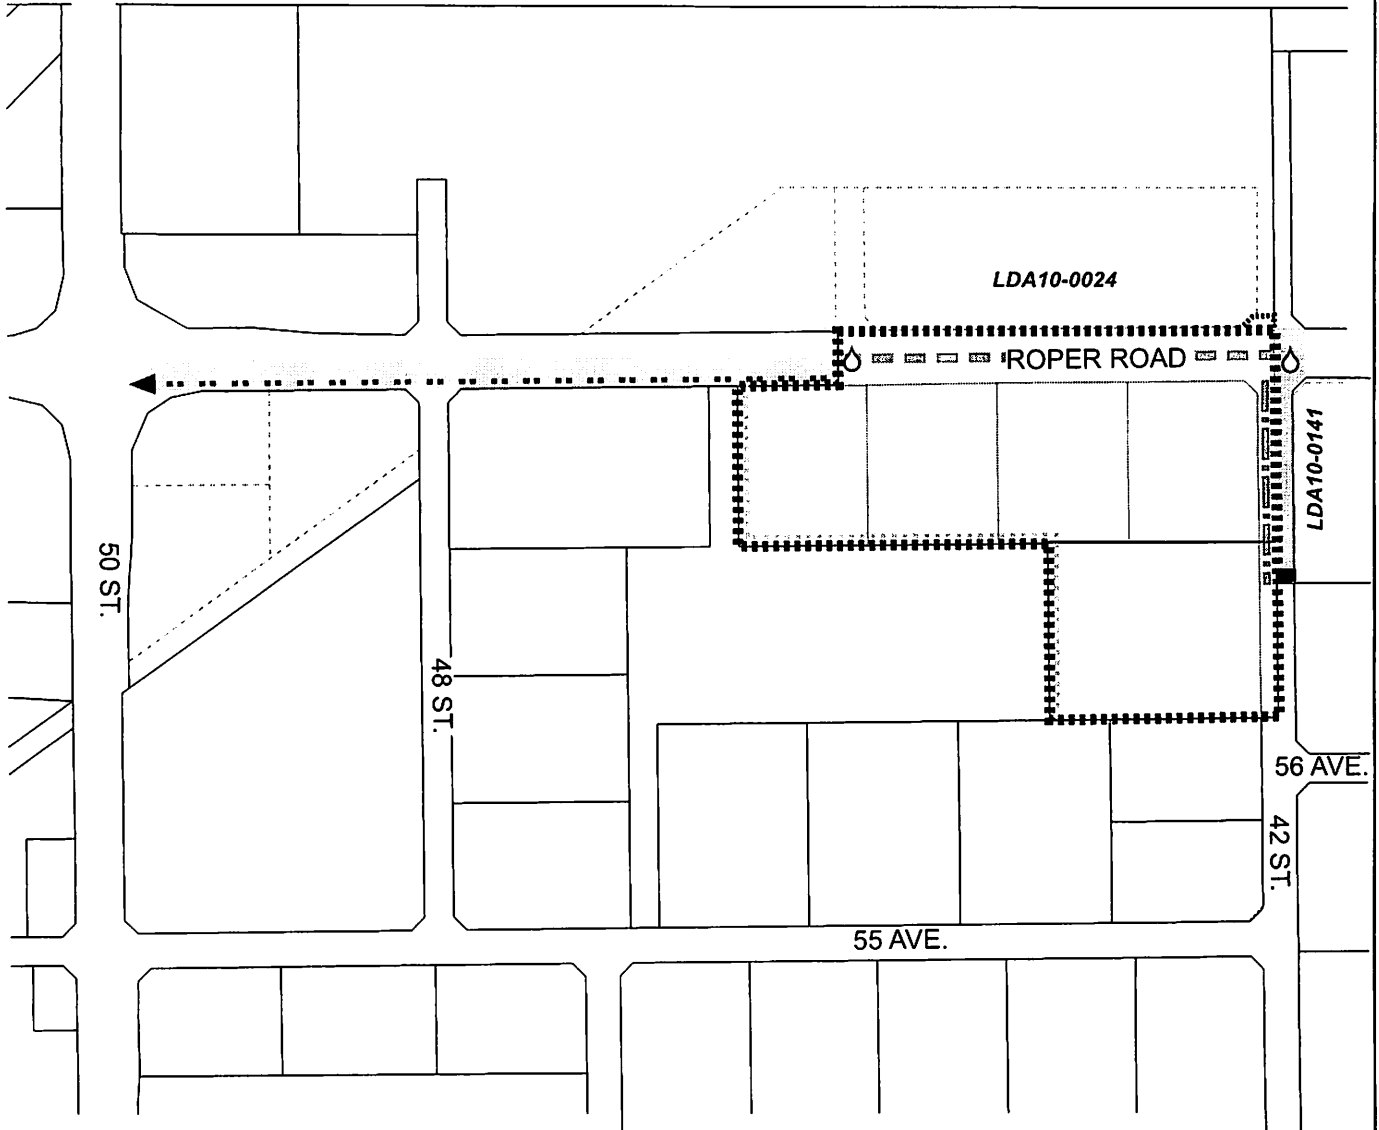 LDA10-0024
ROPER ROAD
LDA10-0141
50 ST.
48 ST.
56 AVE.
42 ST.
55 AVE.